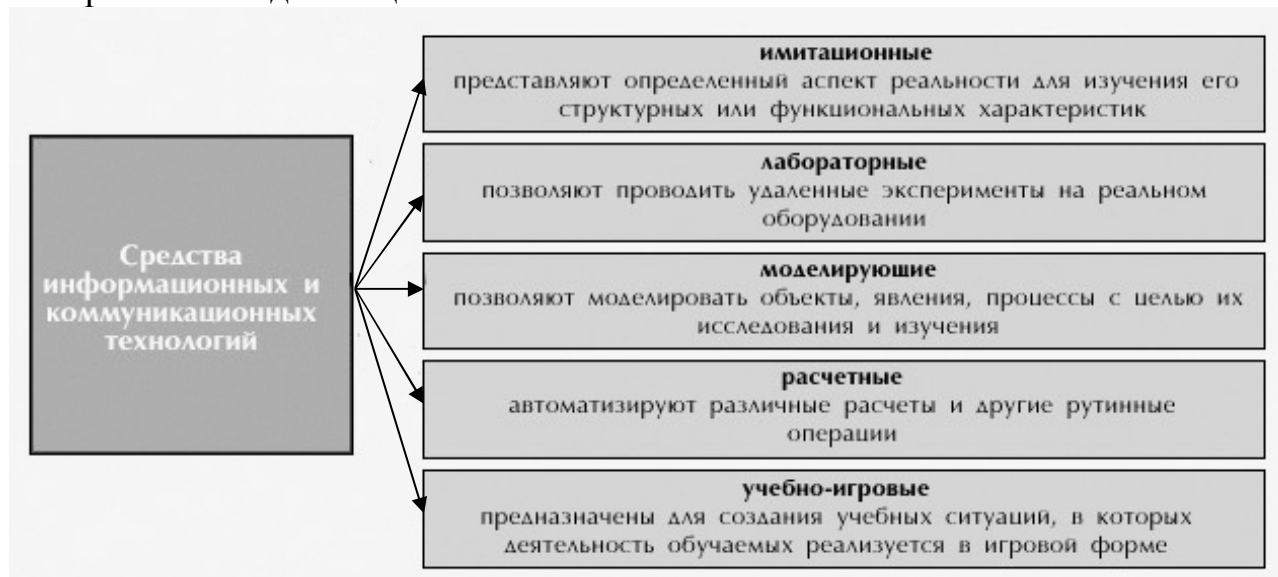 Средства
информационных и
коммуникационных
технологий
имитационные
представляют определенный аспект реальности для изучения его
структурных или функциональных характеристик
лабораторные
позволяют проводить удаленные эксперименты на реальном
оборудовании
моделирующие
позволяют моделировать объекты, явления, процессы с целью их
исследования и изучения
расчетные
автоматизируют различные расчеты и другие рутинные
операции
учебно-игровые
предназначены для создания учебных ситуаций, в которых
деятельность обучаемых реализуется в игровой форме